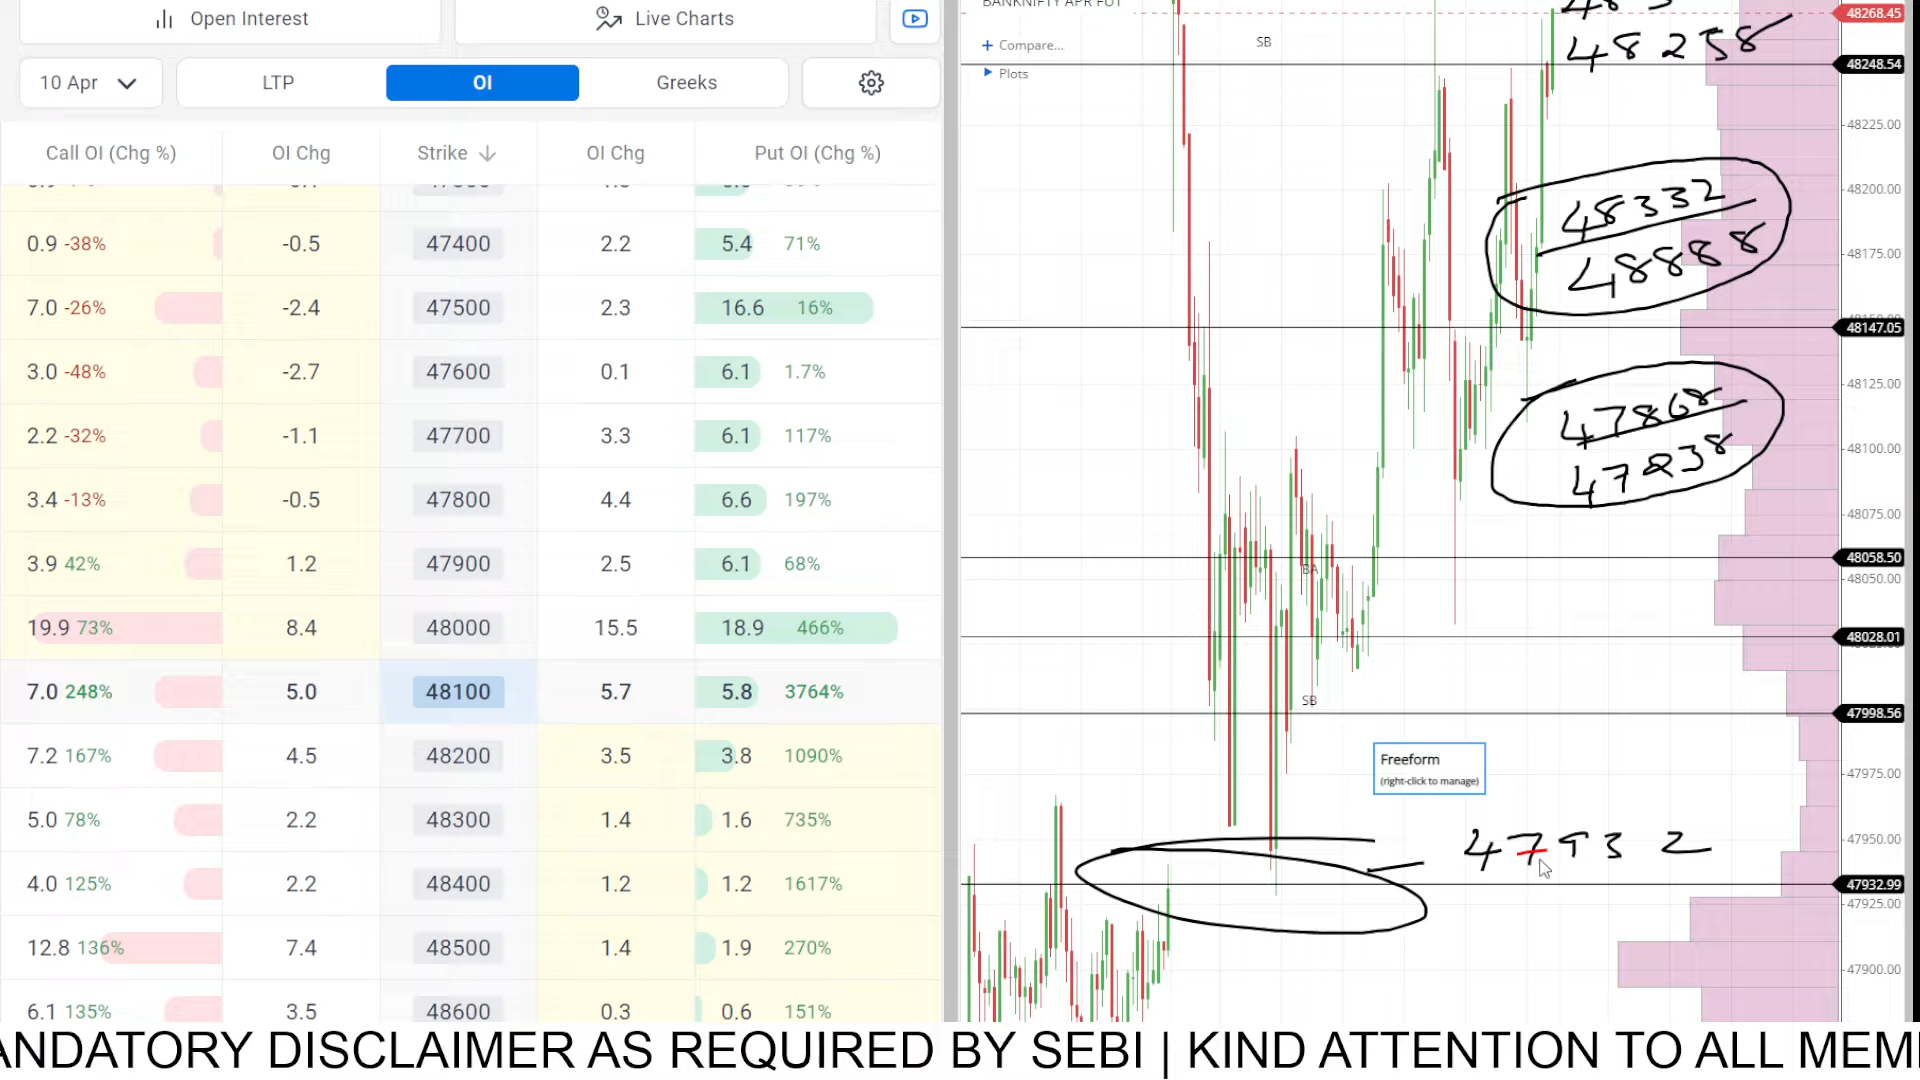 Open Interest
Live Charts
10 Apr
LTP
OI
Greeks
Call OI (Chg %) OI Chg Strike OI Chg Put OI (Chg %)
0.9 -38% -0.5 47400 2.2 5.4 71%
7.0 -26% -2.4 47500 2.3 16.6 16%
3.0 -48% -2.7 47600 0.1 6.1 1.7%
2.2 -32% -1.1 47700 3.3 6.1 117%
3.4 -13% -0.5 47800 4.4 6.6 197%
3.9 42% 1.2 47900 2.5 6.1 68%
19.9 73% 8.4 48000 15.5 18.9 466%
7.0 248% 5.0 48100 5.7 5.8 3764%
7.2 167% 4.5 48200 3.5 3.8 1090%
5.0 78% 2.2 48300 1.4 1.6 735%
4.0 125% 2.2 48400 1.2 1.2 1617%
12.8 136% 7.4 48500 1.4 1.9 270%
6.1 135% 3.5 48600 0.3 0.6 151%
BANKNIFTY APR FUT
+ Compare...
Plots
SB
48258
48332
48888
47868
BA
SB
Freeform
(right-click to manage)
47932
48268.45
48248.54
48225.00
48200.00
48175.00
48147.05
48125.00
48100.00
48075.00
48058.50
48050.00
48028.01
47998.56
47975.00
47950.00
47932.99
47925.00
47900.00
ANDATORY DISCLAIMER AS REQUIRED BY SEBI | KIND ATTENTION TO ALL MEM